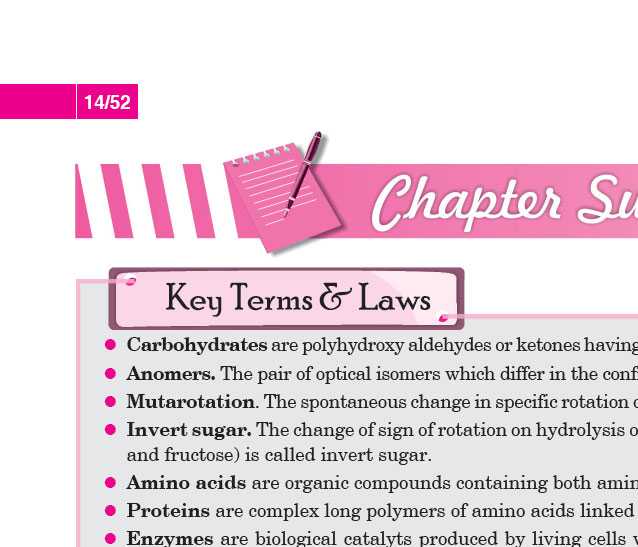 14/52
Chapter
Key Terms & Laws
● Carbohydrates are polyhydroxy aldehydes or ketones having
● Anomers. The pair of optical isomers which differ in the
● Mutarotation. The spontaneous change in specific rotation
● Invert sugar. The change of sign of rotation on hydrolysis
and fructose) is called invert sugar.
● Amino acids are organic compounds containing both
● Proteins are complex long polymers of amino acids linked
● Enzymes are biological catalyts produced by living cells